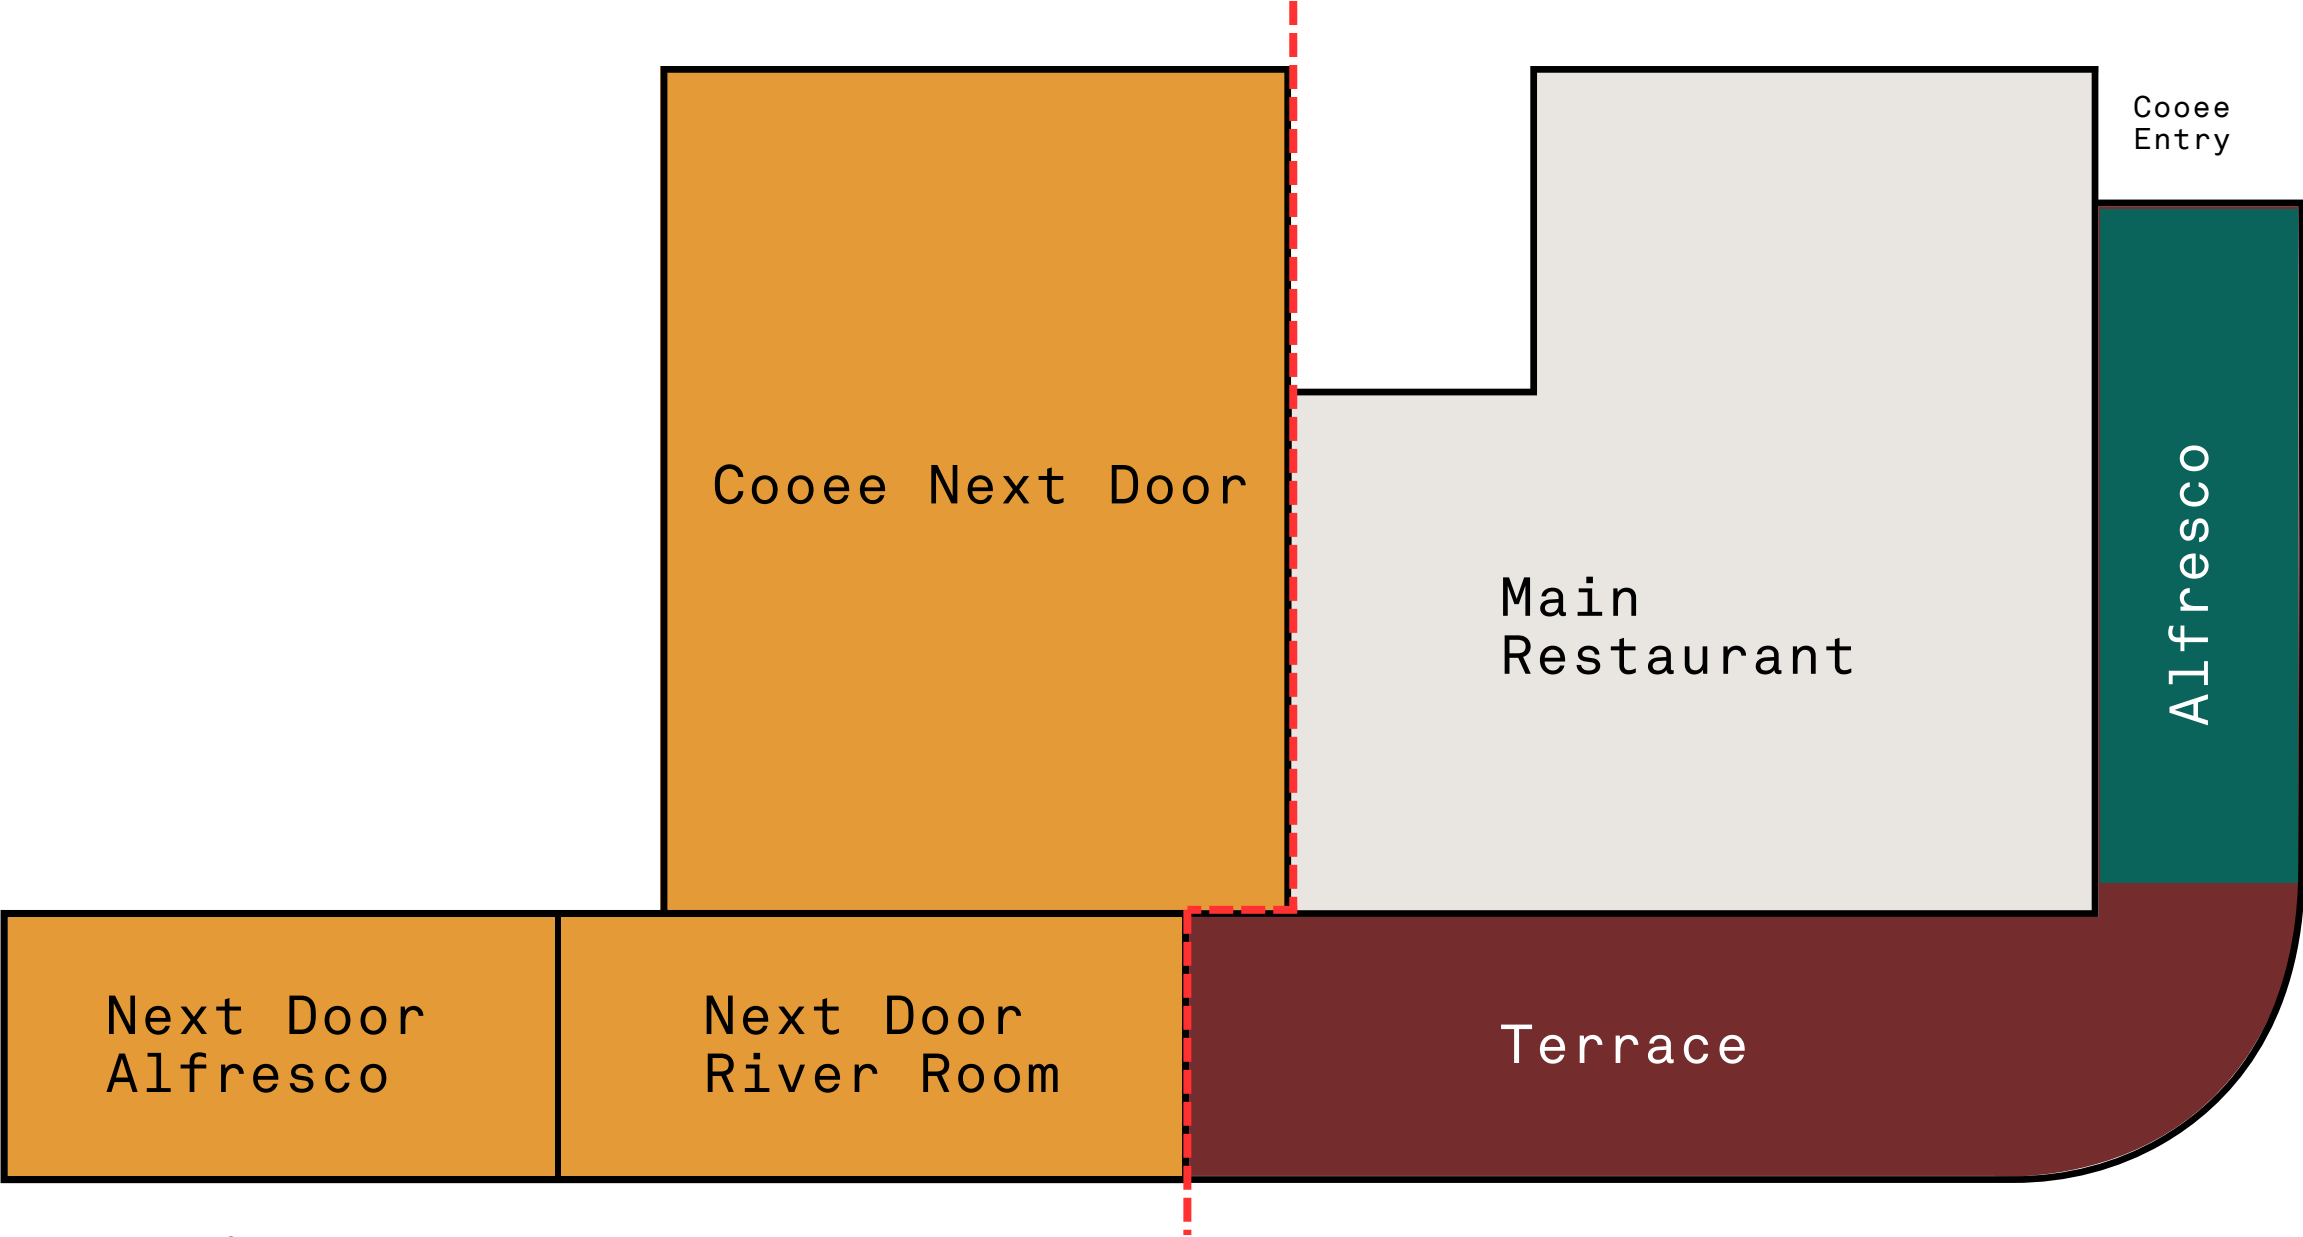 Cooee
Entry
Cooee Next Door
Main
Restaurant
Alfresco
Next Door
Alfresco
Next Door
River Room
Terrace